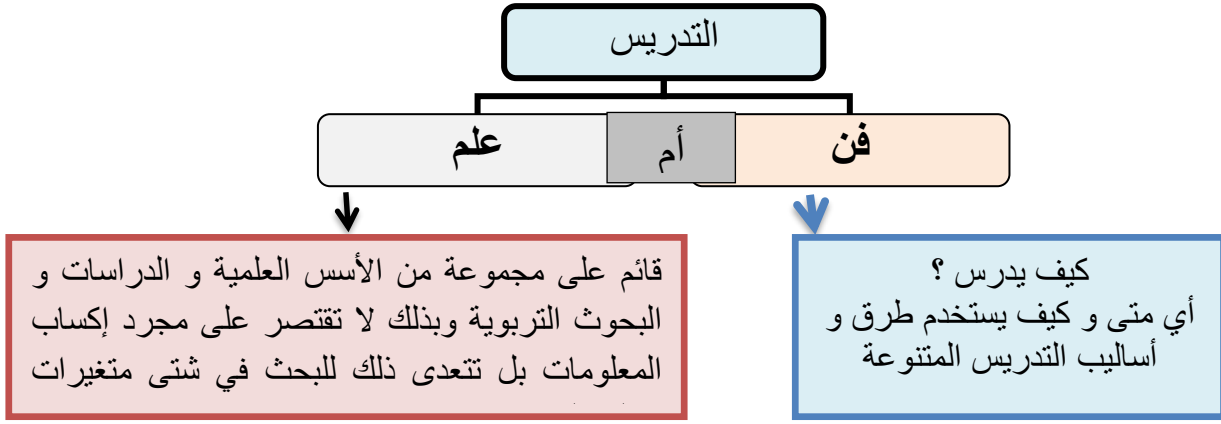 التدريس
فن
أم
علم
كيف يدرس ؟
أي متى و كيف يستخدم طرق و
أساليب التدريس المتنوعة
قائم على مجموعة من الأسس العلمية و الدراسات و
البحوث التربوية وبذلك لا تقتصر على مجرد إكساب
المعلومات بل تتعدى ذلك للبحث في شتى متغيرات